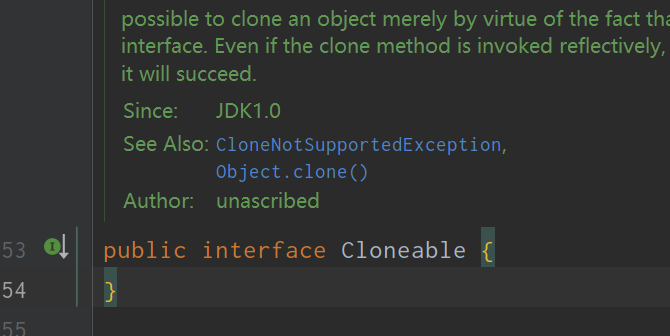 possible to clone an object merely by virtue of the fact
interface. Even if the clone method is invoked reflectively,
it will succeed.
Since: JDK1.0
See Also: CloneNotSupportedException,
Object.clone()
Author: unascribed
53 public interface Cloneable {
54 }
55